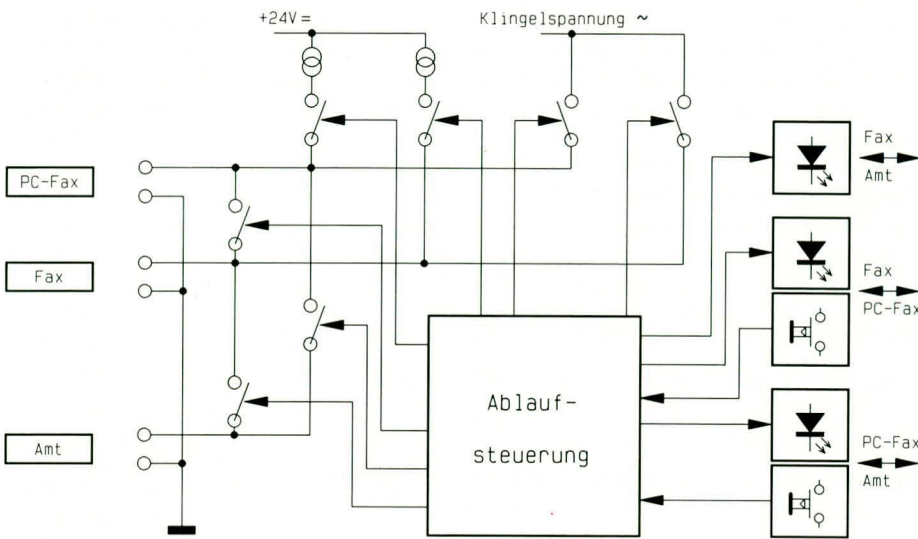 +24V=
Klingelspannung ~
PC-Fax
Fax
Amt
Ablauf-
steuerung
Fax
Amt
Fax
PC-Fax
PC-Fax
Amt